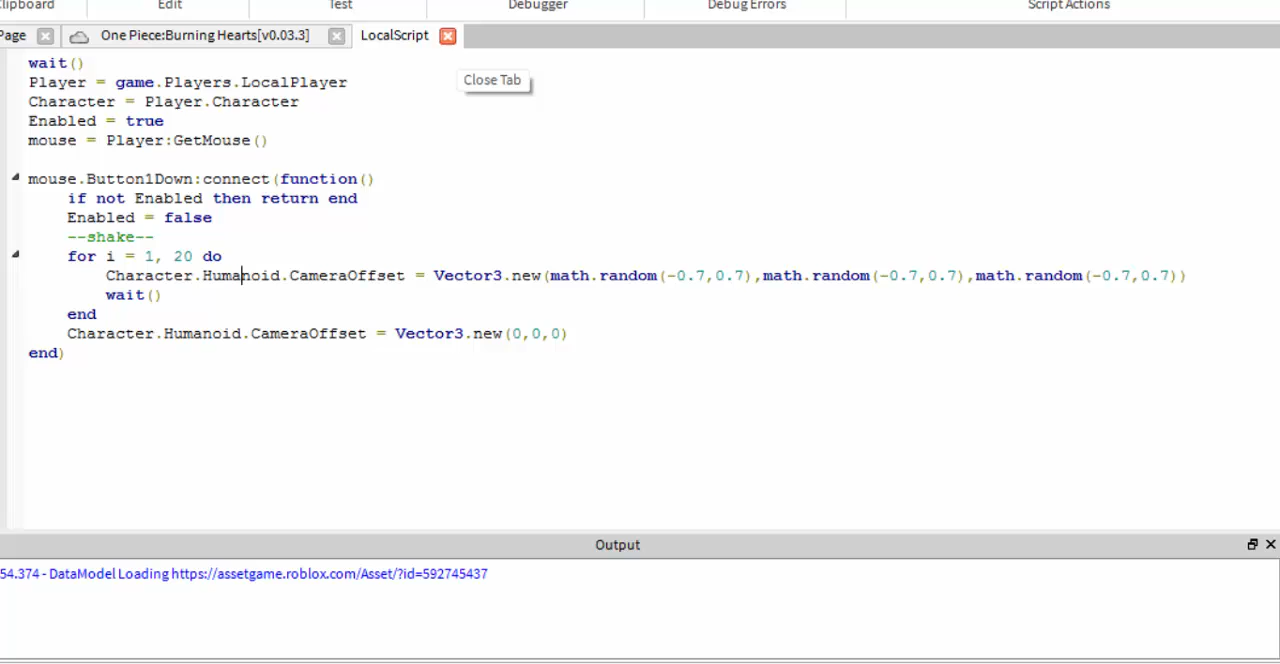 lipboard Edit Test Debugger Debug Errors Script Actions
Page One Piece:Burning Hearts[v0.03.3] LocalScript
wait()
Player = game.Players.LocalPlayer
Close Tab
Character = Player.Character
Enabled = true
mouse = Player:GetMouse()
mouse.Button1Down:connect(function()
if not Enabled then return end
Enabled = false
--shake--
for i = 1, 20 do
Character.Humanoid.CameraOffset = Vector3.new(math.random(-0.7,0.7),math.random(-0.7,0.7),math.random(-0.7,0.7))
wait()
end
Character.Humanoid.CameraOffset = Vector3.new(0,0,0)
end)
Output
54.374 - DataModel Loading https://assetgame.roblox.com/Asset/?id=592745437